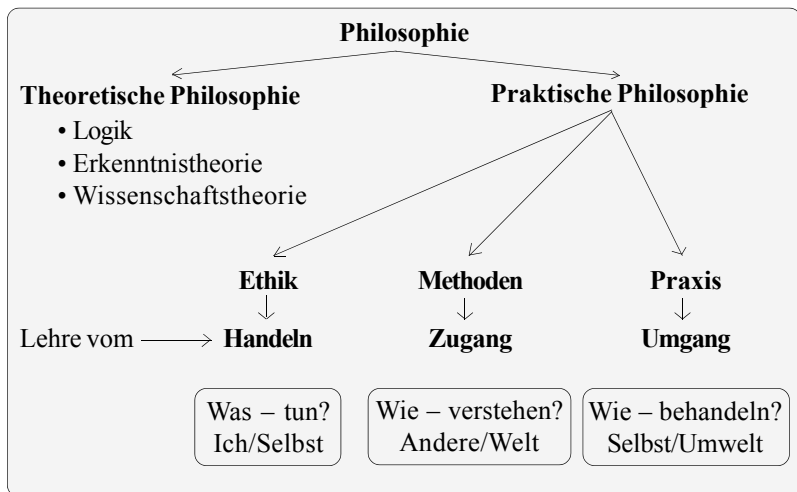 Philosophie
Theoretische Philosophie
• Logik
• Erkenntnistheorie
• Wissenschaftstheorie
Praktische Philosophie
Ethik Methoden Praxis
Lehre vom Handeln Zugang Umgang
Was – tun?
Ich/Selbst
Wie – verstehen?
Andere/Welt
Wie – behandeln?
Selbst/Umwelt